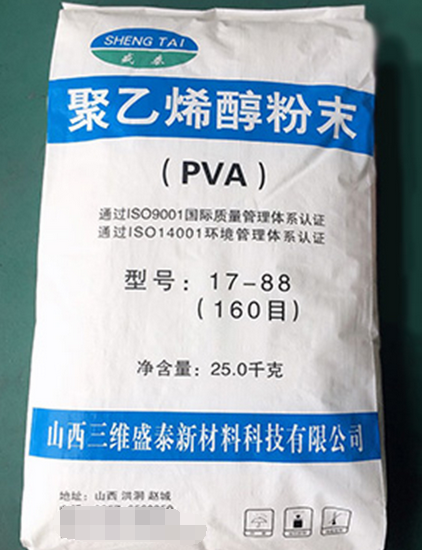 SHENG TAI
盛泰
聚乙烯醇粉末
（PVA）
通过ISO9001国际质量管理体系认证
通过ISO14001环境管理体系认证
型号：17-88
（160目）
净含量：25.0千克
山西三维盛泰新材料科技有限公司
地址：山西 洪洞 赵城